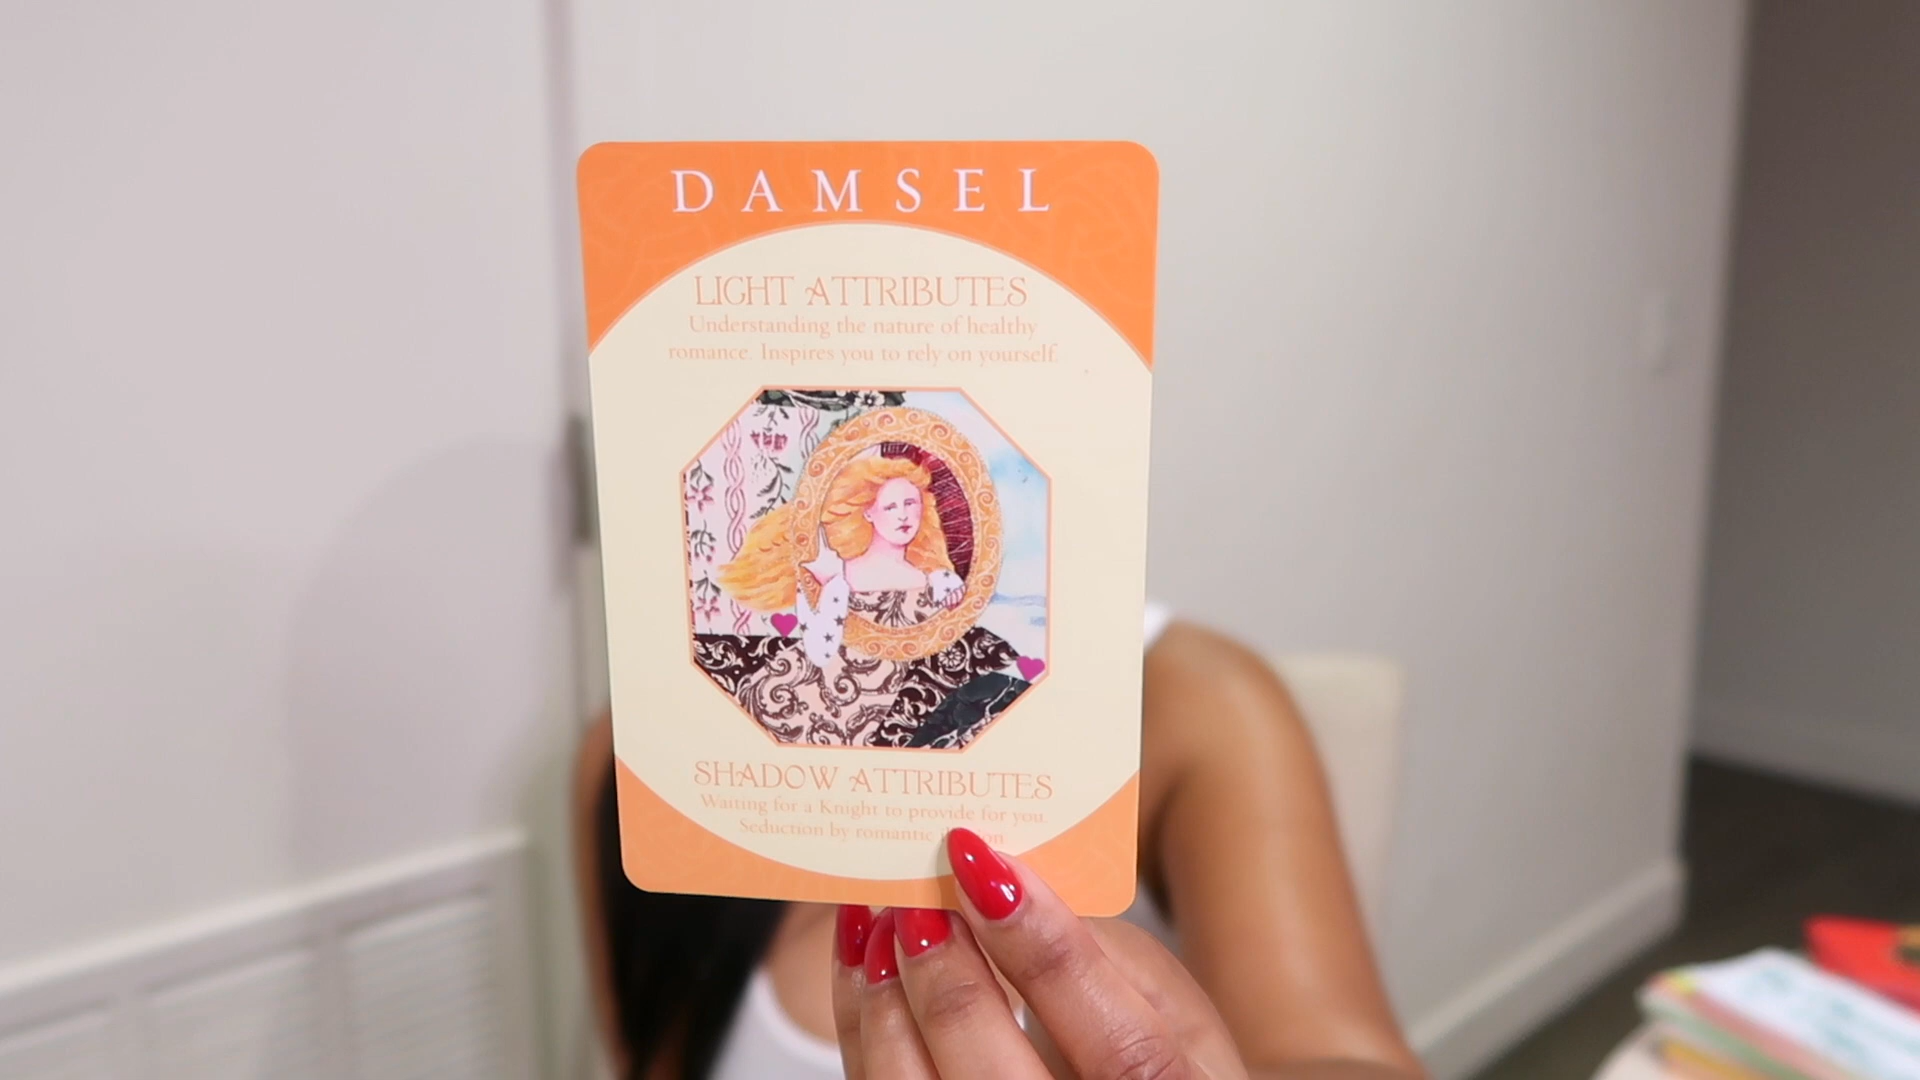 DAMSEL
LIGHT ATTRIBUTES
Understanding the nature of healthy
romance. Inspires you to rely on yourself.
SHADOW ATTRIBUTES
Waiting for a Knight to provide for you.
Seduction by romantic